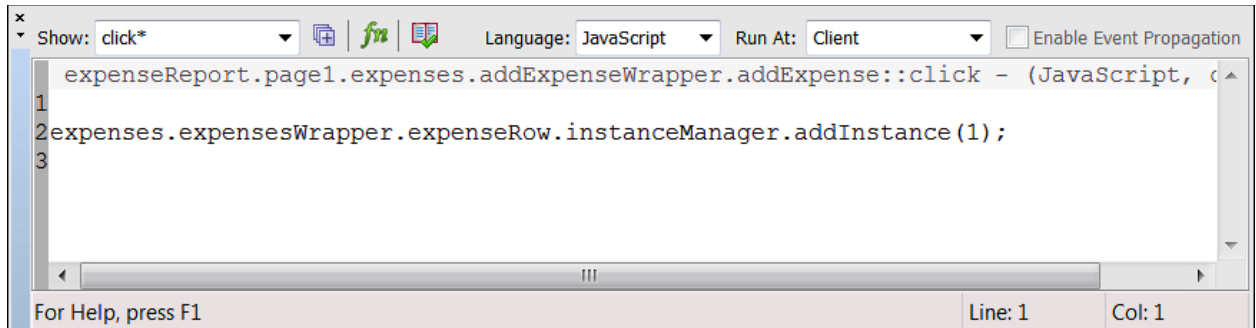 Show: click* fn Language: JavaScript Run At: Client Enable Event Propagation
expenseReport.page1.expenses.addExpenseWrapper.addExpense::click - (JavaScript,
1
2expenses.expensesWrapper.expenseRow.instanceManager.addInstance(1);
3
For Help, press F1 Line: 1 Col: 1